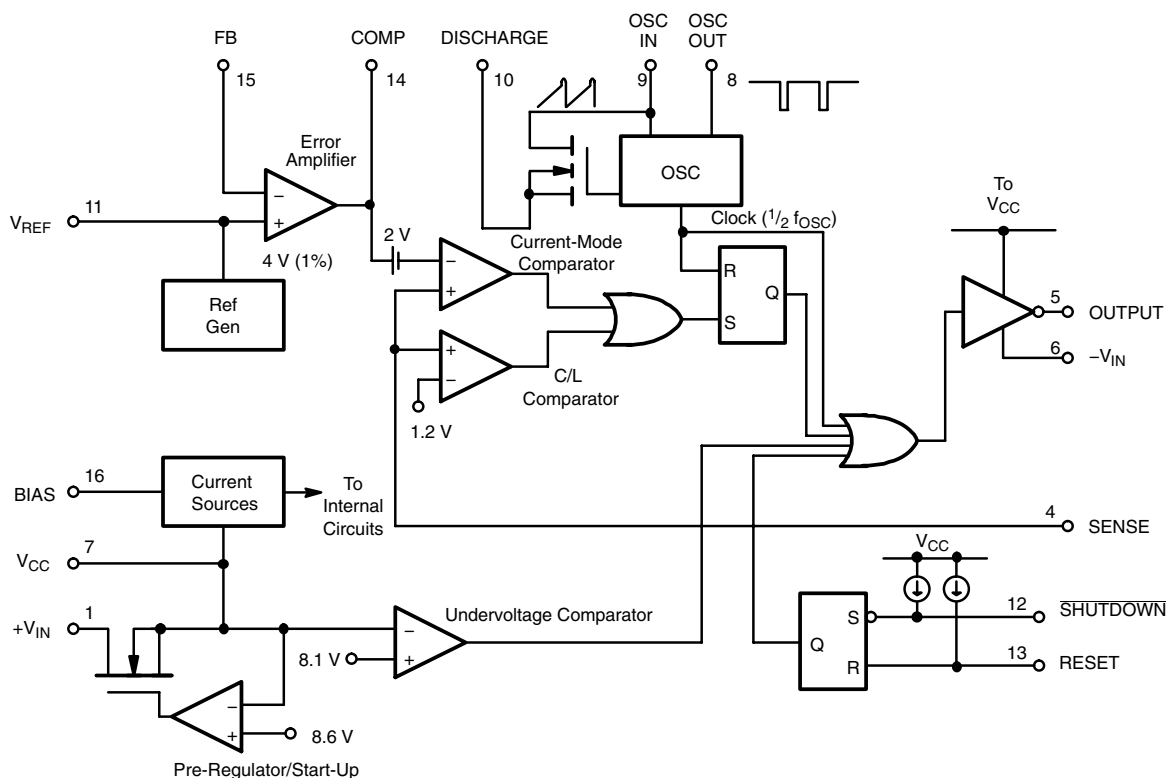 FB
COMP
DISCHARGE
OSC
IN
OSC
OUT
15
14
10
9
8
Error
Amplifier
OSC
VREF
11
−
+
4 V (1%)
2 V
Clock (1/2 fOSC)
To
VCC
Ref
Gen
−
+
Current-Mode
Comparator
R
Q
S
5
OUTPUT
6
−VIN
+
−
C/L
Comparator
1.2 V
BIAS
16
Current
Sources
To
Internal
Circuits
4
SENSE
VCC
7
VCC
+VIN
1
−
+
Undervoltage Comparator
8.1 V
S
Q
R
12
SHUTDOWN
13
RESET
−
+
8.6 V
Pre-Regulator/Start-Up